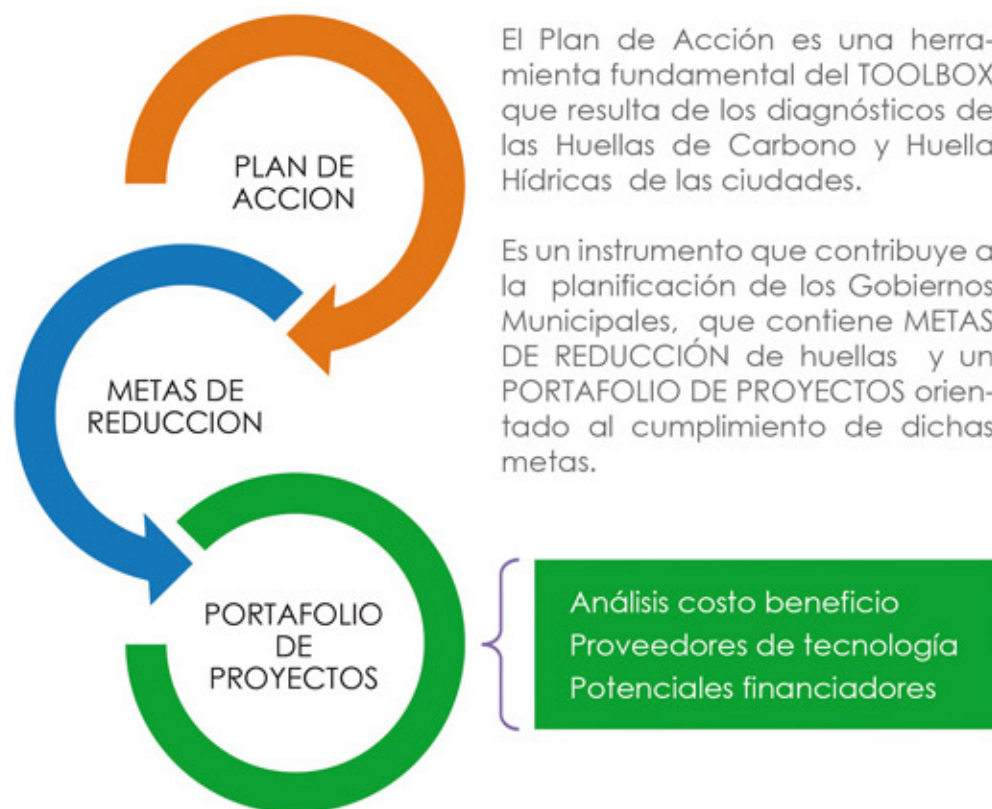 PLAN DE
ACCION
METAS DE
REDUCCION
PORTAFOLIO
DE
PROYECTOS
El Plan de Acción es una herra-
mienta fundamental del TOOLBOX
que resulta de los diagnósticos de
las Huellas de Carbono y Huella
Hídricas de las ciudades.
Es un instrumento que contribuye a
la planificación de los Gobiernos
Municipales, que contiene METAS
DE REDUCCIÓN de huellas y un
PORTAFOLIO DE PROYECTOS orien-
tado al cumplimiento de dichas
metas.
Análisis costo beneficio
Proveedores de tecnología
Potenciales financiadores